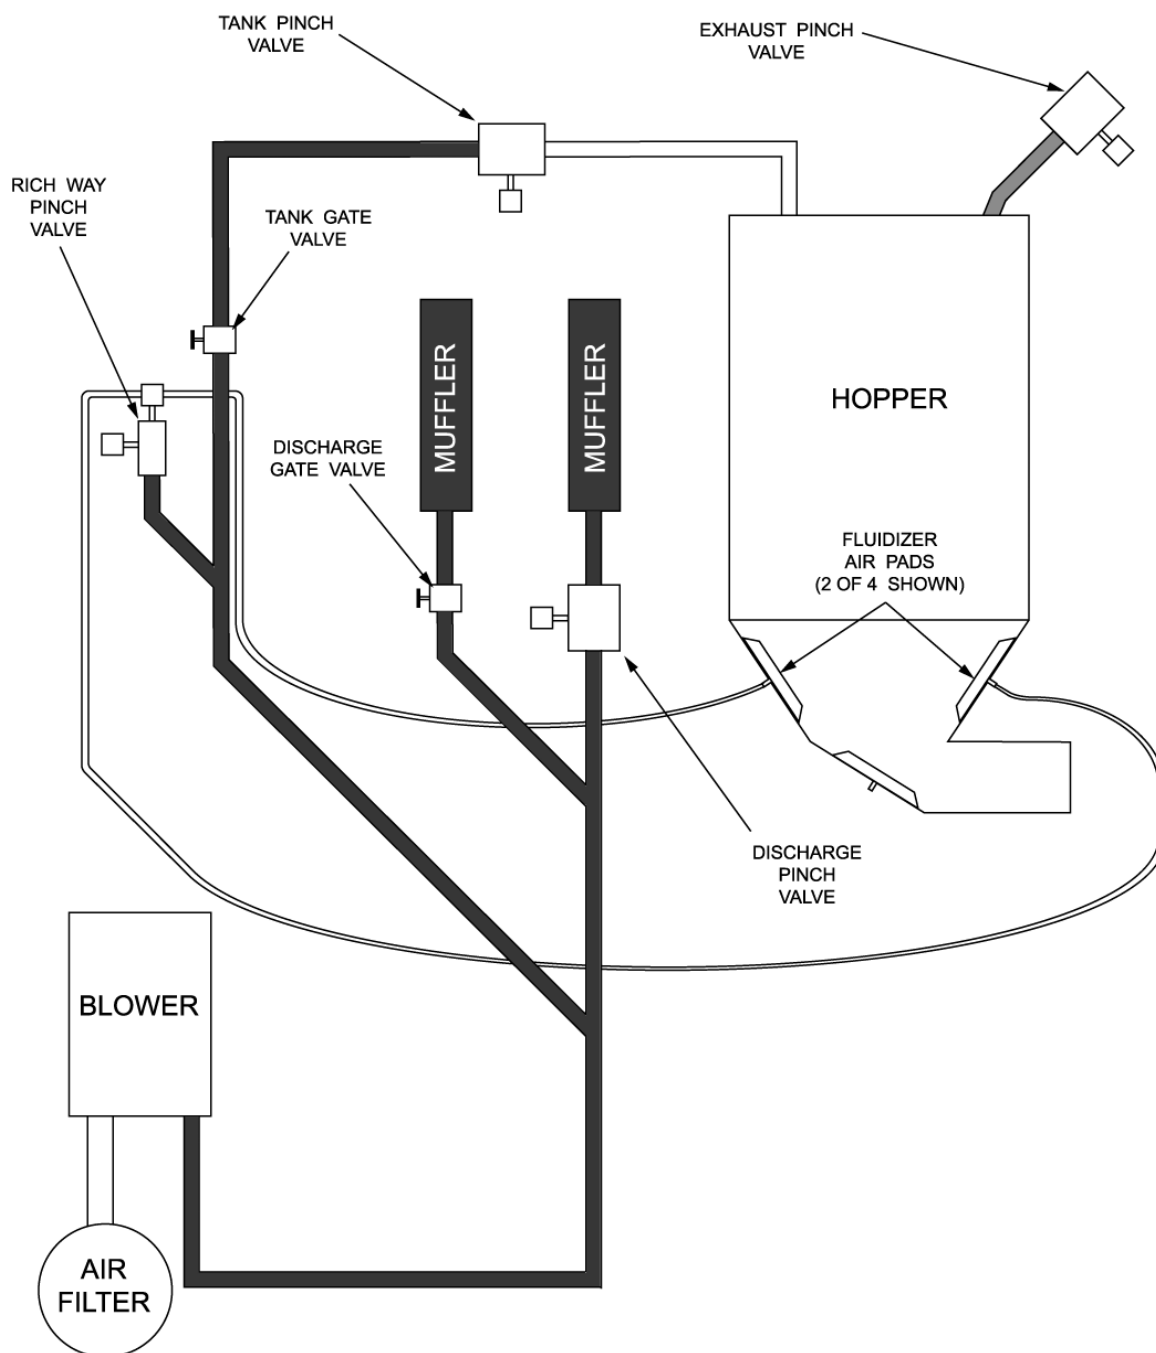 TANK PINCH
VALVE
EXHAUST PINCH
VALVE
RICH WAY
PINCH
VALVE
TANK GATE
VALVE
MUFFLER
MUFFLER
HOPPER
DISCHARGE
GATE VALVE
FLUIDIZER
AIR PADS
(2 OF 4 SHOWN)
DISCHARGE
PINCH
VALVE
BLOWER
AIR
FILTER